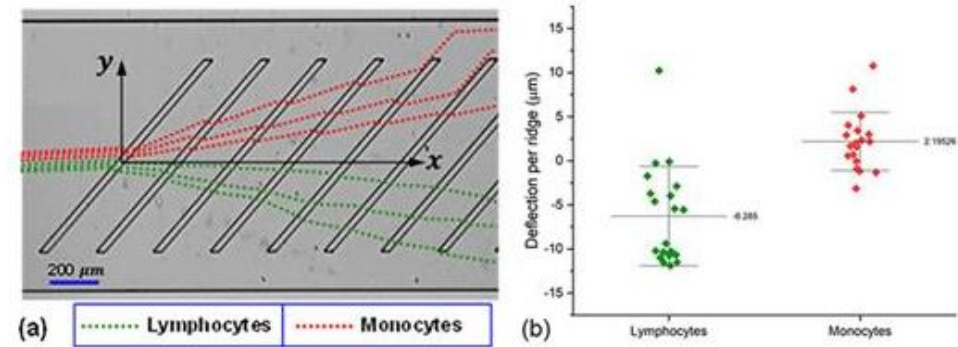 y
x
200 μm
(a)
Lymphocytes
Monocytes
Deflection per ridge (μm)
15
10
5
0
-5
-10
-15
-6.285
2.19526
Lymphocytes
Monocytes
(b)